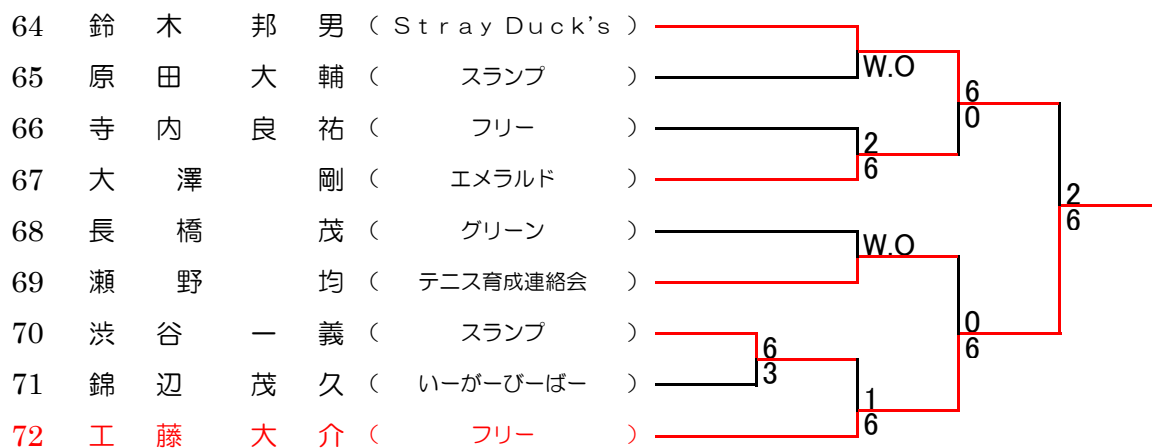 64 鈴木 邦男 ( Stray Duck's )
65 原田 大輔 ( スランプ )
W.O
6
0
66 寺内 良祐 ( フリー )
2
6
67 大澤 剛 ( エメラルド )
2
6
68 長橋 茂 ( グリーン )
W.O
69 瀬野 均 ( テニス育成連絡会 )
70 渋谷 一義 ( スランプ )
0
6
6
3
71 錦辺 茂久 ( いーがーびーばー )
1
6
72 工藤 大介 ( フリー )